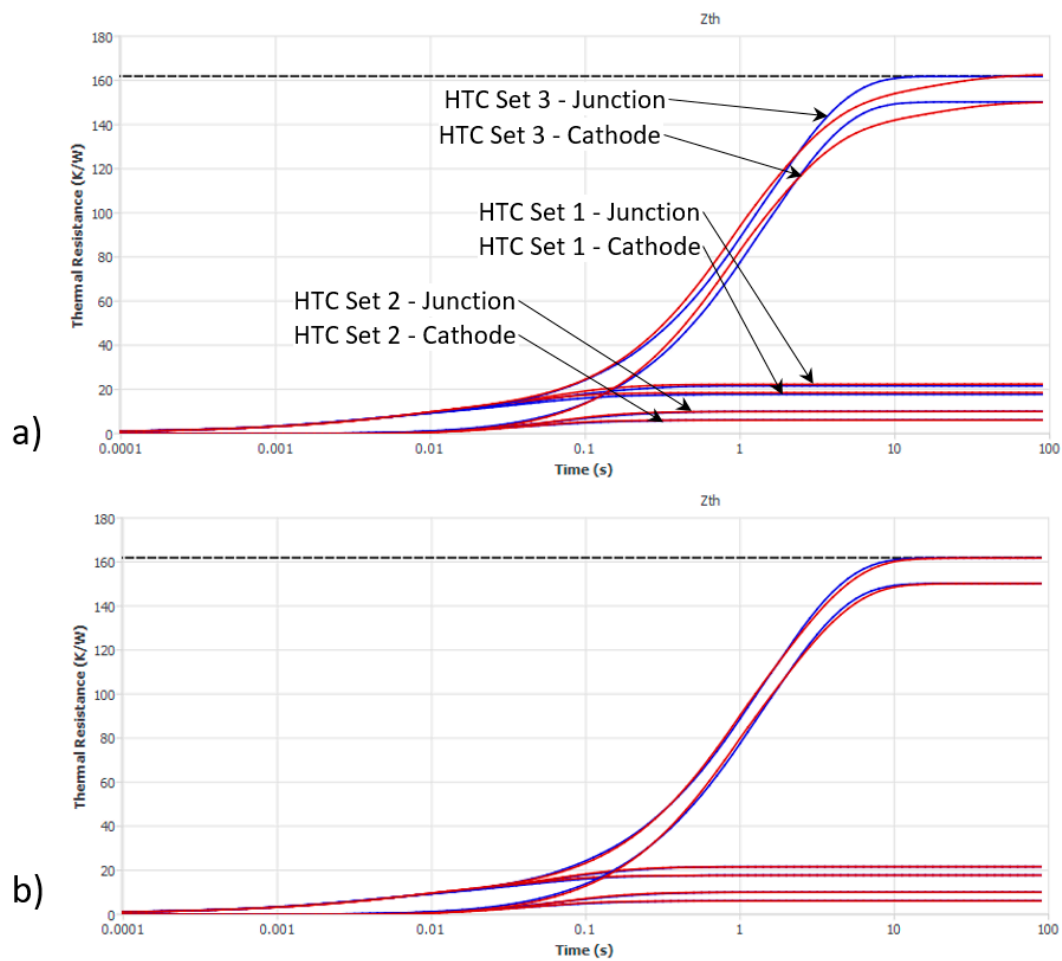 Zth
180
160
140
120
100
80
60
40
20
0
Thermal Resistance (K/W)
HTC Set 3 - Junction
HTC Set 3 - Cathode
HTC Set 1 - Junction
HTC Set 1 - Cathode
HTC Set 2 - Junction
HTC Set 2 - Cathode
a)
0.0001 0.001 0.01 0.1 1 10 100
Time (s)
Zth
180
160
140
120
100
80
60
40
20
0
Thermal Resistance (K/W)
b)
0.0001 0.001 0.01 0.1 1 10 100
Time (s)